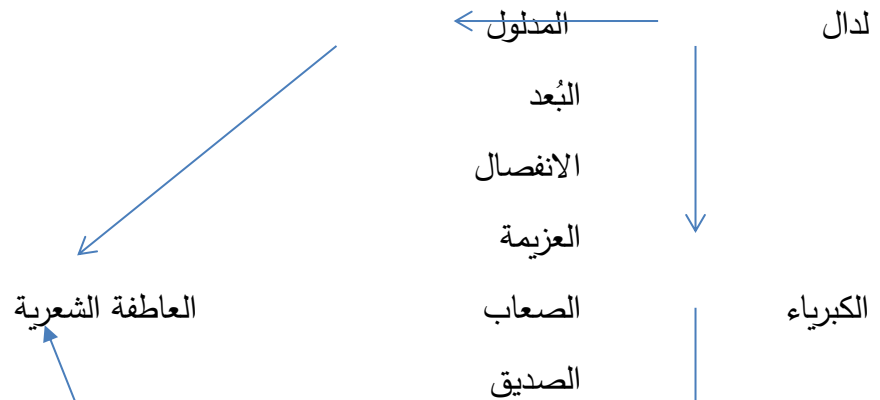 لدال المدلول
البُعد
الانفصال
العزيمة
الكبرياء الصعاب العاطفة الشعرية
الصديق